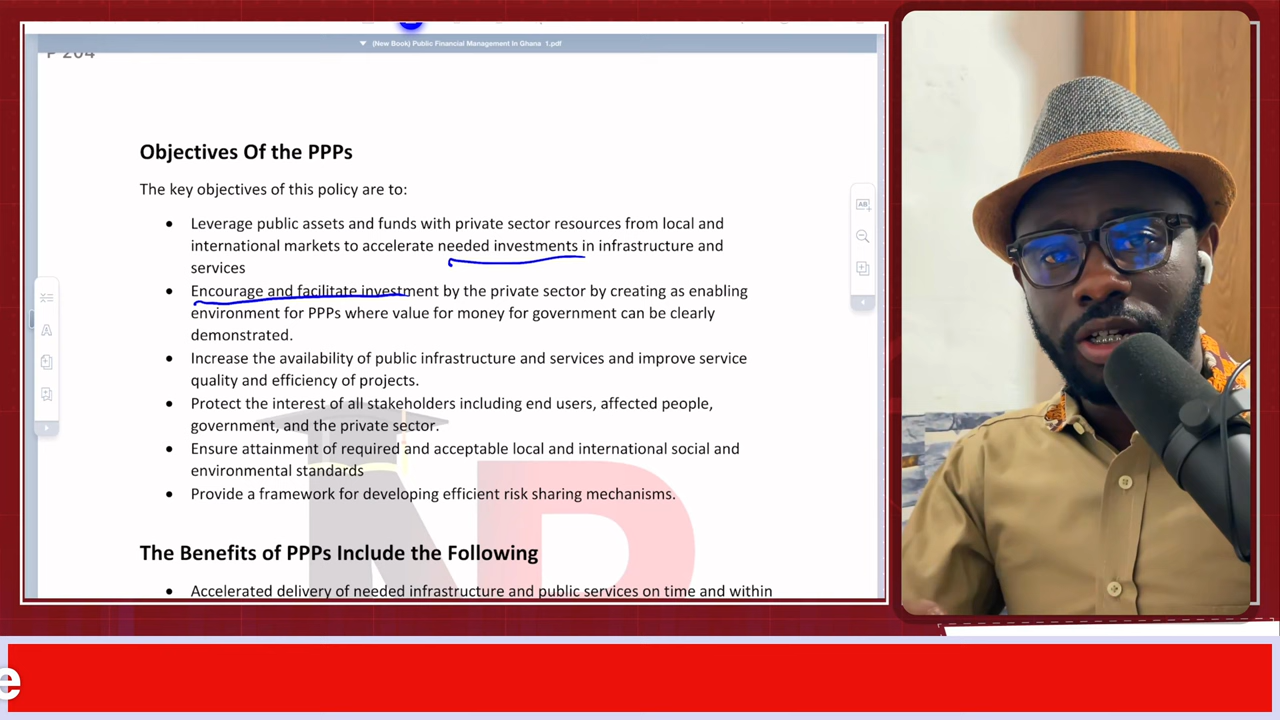 (New Book) Public Financial Management In Ghana 1.pdf
P 204
Objectives Of the PPPs
The key objectives of this policy are to:
• Leverage public assets and funds with private sector resources from local and
international markets to accelerate needed investments in infrastructure and
services
• Encourage and facilitate investment by the private sector by creating as enabling
environment for PPPs where value for money for government can be clearly
demonstrated.
• Increase the availability of public infrastructure and services and improve service
quality and efficiency of projects.
• Protect the interest of all stakeholders including end users, affected people,
government, and the private sector.
• Ensure attainment of required and acceptable local and international social and
environmental standards
• Provide a framework for developing efficient risk sharing mechanisms.
The Benefits of PPPs Include the Following
• Accelerated delivery of needed infrastructure and public services on time and within
AB
A
e